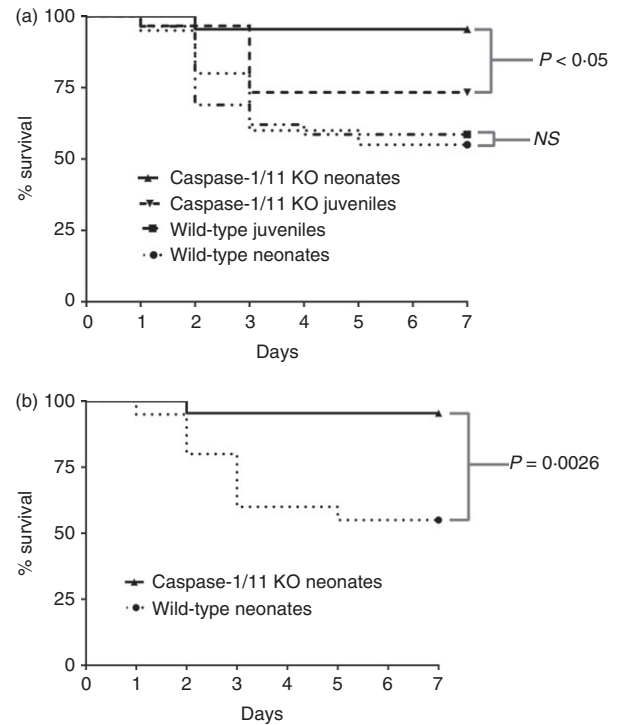 (a)
100
75
50
25
0
% survival
P < 0·05
NS
Caspase-1/11 KO neonates
Caspase-1/11 KO juveniles
Wild-type juveniles
Wild-type neonates
0 1 2 3 4 5 6 7
Days
(b)
100
75
50
25
0
% survival
P = 0·0026
Caspase-1/11 KO neonates
Wild-type neonates
0 1 2 3 4 5 6 7
Days